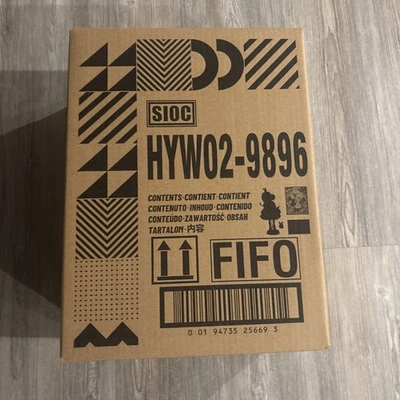 SIOC
HYW02-9896
CONTENTS·CONTIENT·CONTIENT
CONTENUTO·INHOUD·CONTENIDO
CONTEÚDO·ZAWARTOŚĆ·OBSAH
TARTALOM·内容
FIFO
0 01 94735 25669 3